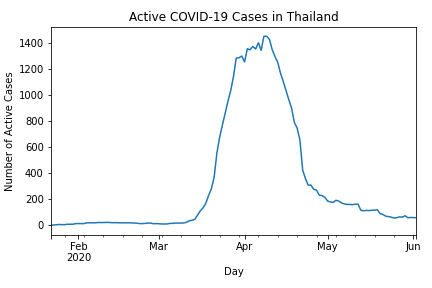 Active COVID-19 Cases in Thailand
Number of Active Cases
1400
1200
1000
800
600
400
200
0
Feb
2020
Mar
Apr
May
Jun
Day